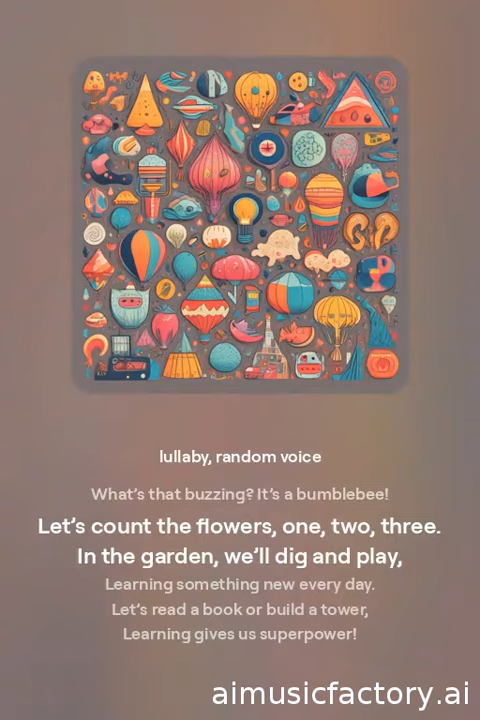 lullaby, random voice
What's that buzzing? It's a bumblebee!
Let's count the flowers, one, two, three.
In the garden, we'll dig and play,
Learning something new every day.
Let's read a book or build a tower,
Learning gives us superpower!
aimusicfactory.ai